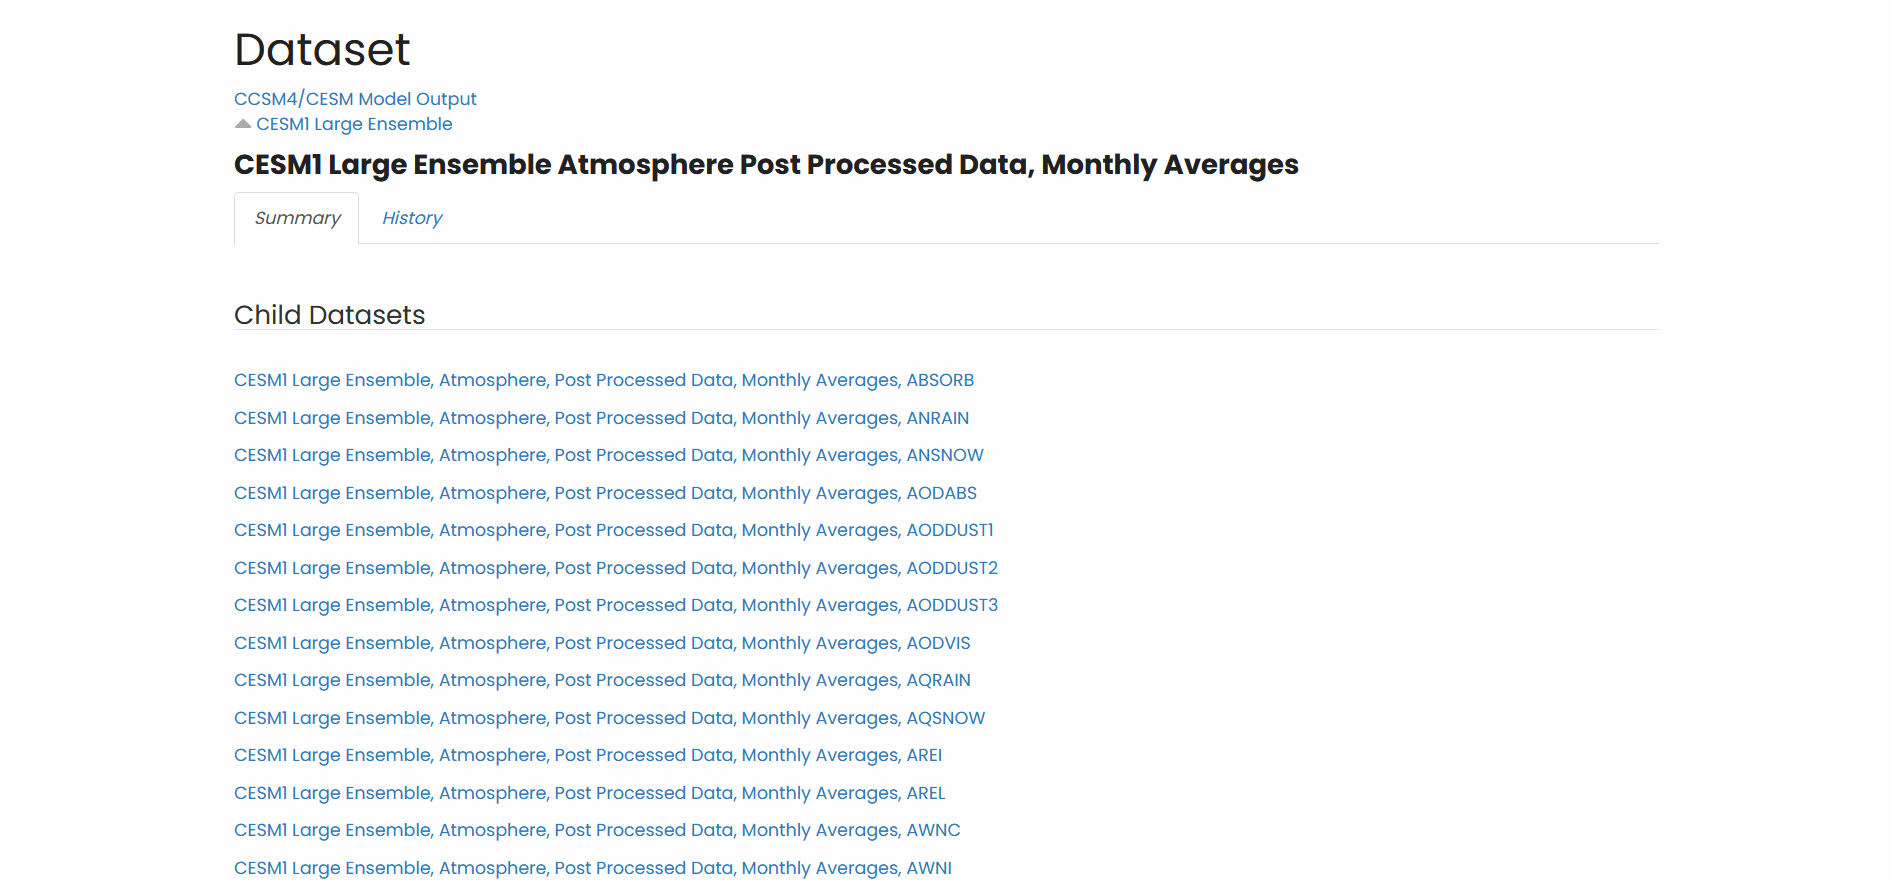 Dataset
CCSM4/CESM Model Output
CESM1 Large Ensemble
CESM1 Large Ensemble Atmosphere Post Processed Data, Monthly Averages
Summary History
Child Datasets
CESM1 Large Ensemble, Atmosphere, Post Processed Data, Monthly Averages, ABSORB
CESM1 Large Ensemble, Atmosphere, Post Processed Data, Monthly Averages, ANRAIN
CESM1 Large Ensemble, Atmosphere, Post Processed Data, Monthly Averages, ANSNOW
CESM1 Large Ensemble, Atmosphere, Post Processed Data, Monthly Averages, AODABS
CESM1 Large Ensemble, Atmosphere, Post Processed Data, Monthly Averages, AODDUST1
CESM1 Large Ensemble, Atmosphere, Post Processed Data, Monthly Averages, AODDUST2
CESM1 Large Ensemble, Atmosphere, Post Processed Data, Monthly Averages, AODDUST3
CESM1 Large Ensemble, Atmosphere, Post Processed Data, Monthly Averages, AODVIS
CESM1 Large Ensemble, Atmosphere, Post Processed Data, Monthly Averages, AQRAIN
CESM1 Large Ensemble, Atmosphere, Post Processed Data, Monthly Averages, AQSNOW
CESM1 Large Ensemble, Atmosphere, Post Processed Data, Monthly Averages, AREI
CESM1 Large Ensemble, Atmosphere, Post Processed Data, Monthly Averages, AREL
CESM1 Large Ensemble, Atmosphere, Post Processed Data, Monthly Averages, AWNC
CESM1 Large Ensemble, Atmosphere, Post Processed Data, Monthly Averages, AWNI